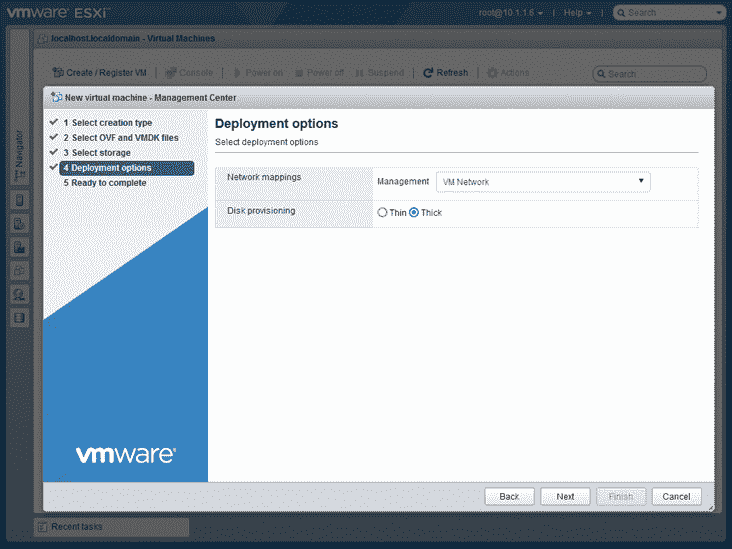 vmware ESXi
root@10.1.1.6
Help
Search
localhost.localdomain - Virtual Machines
Create / Register VM
Console
Power on
Power off
Suspend
Refresh
Actions
Search
Navigator
New virtual machine - Management Center
1 Select creation type
2 Select OVF and VMDK files
3 Select storage
4 Deployment options
5 Ready to complete
Deployment options
Select deployment options
Network mappings
Management
VM Network
Disk provisioning
Thin
Thick
vmware®
Back
Next
Finish
Cancel
Recent tasks